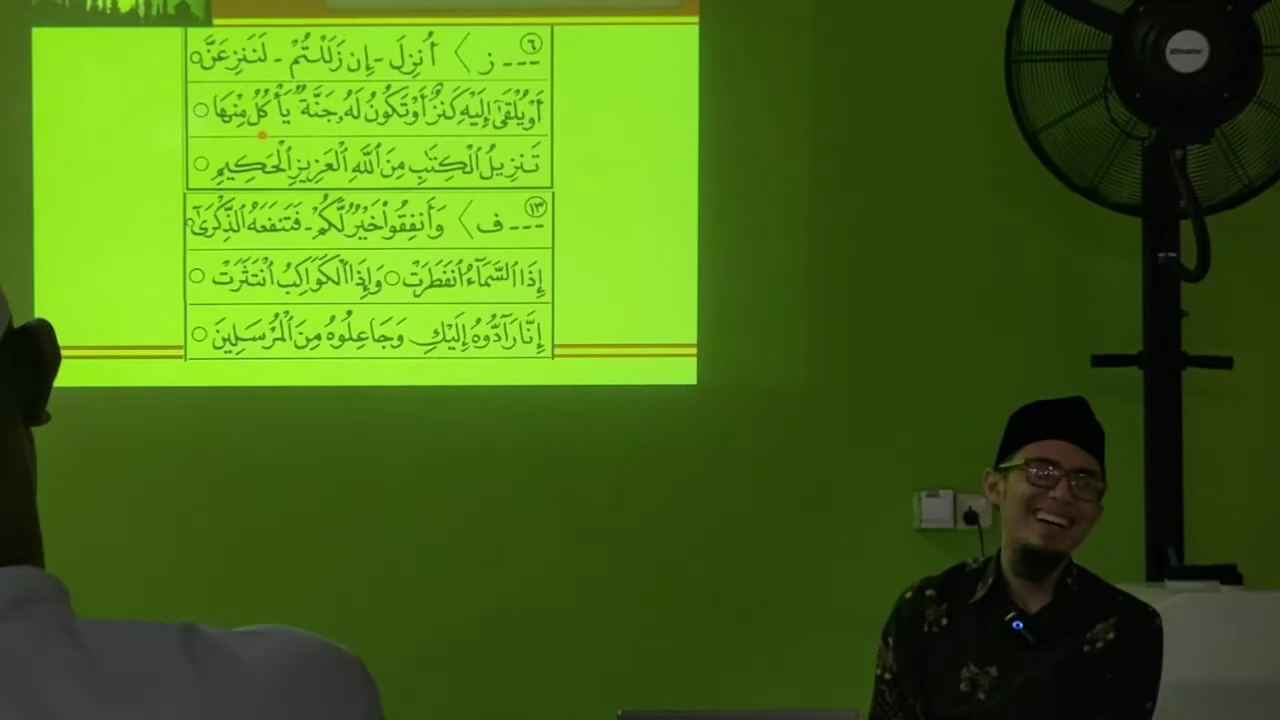 ٦ --- ز 〉 أُنزِلَ - إِن زَلَلْتُمْ - لَنَنزِعَنَّ ○
أَوْيُلْقَىٰٓ إِلَيْهِ كَنزٌ أَوْتَكُونُ لَهُۥ جَنَّةٌ يَأْكُلُ مِنْهَا ○
تَنزِيلُ ٱلْكِتَٰبِ مِنَ ٱللَّهِ ٱلْعَزِيزِ ٱلْحَكِيمِ ○
١٣ --- ف 〉 وَأَنفِقُوا۟ خَيْرًا لَّكُمْ - فَتَنفَعَهُ ٱلذِّكْرَىٰٓ ○
إِذَا ٱلسَّمَآءُ ٱنفَطَرَتْ ○ وَإِذَا ٱلْكَوَاكِبُ ٱنتَثَرَتْ ○
إِنَّا رَآدُّوهُ إِلَيْكِ وَجَاعِلُوهُ مِنَ ٱلْمُرْسَلِينَ ○